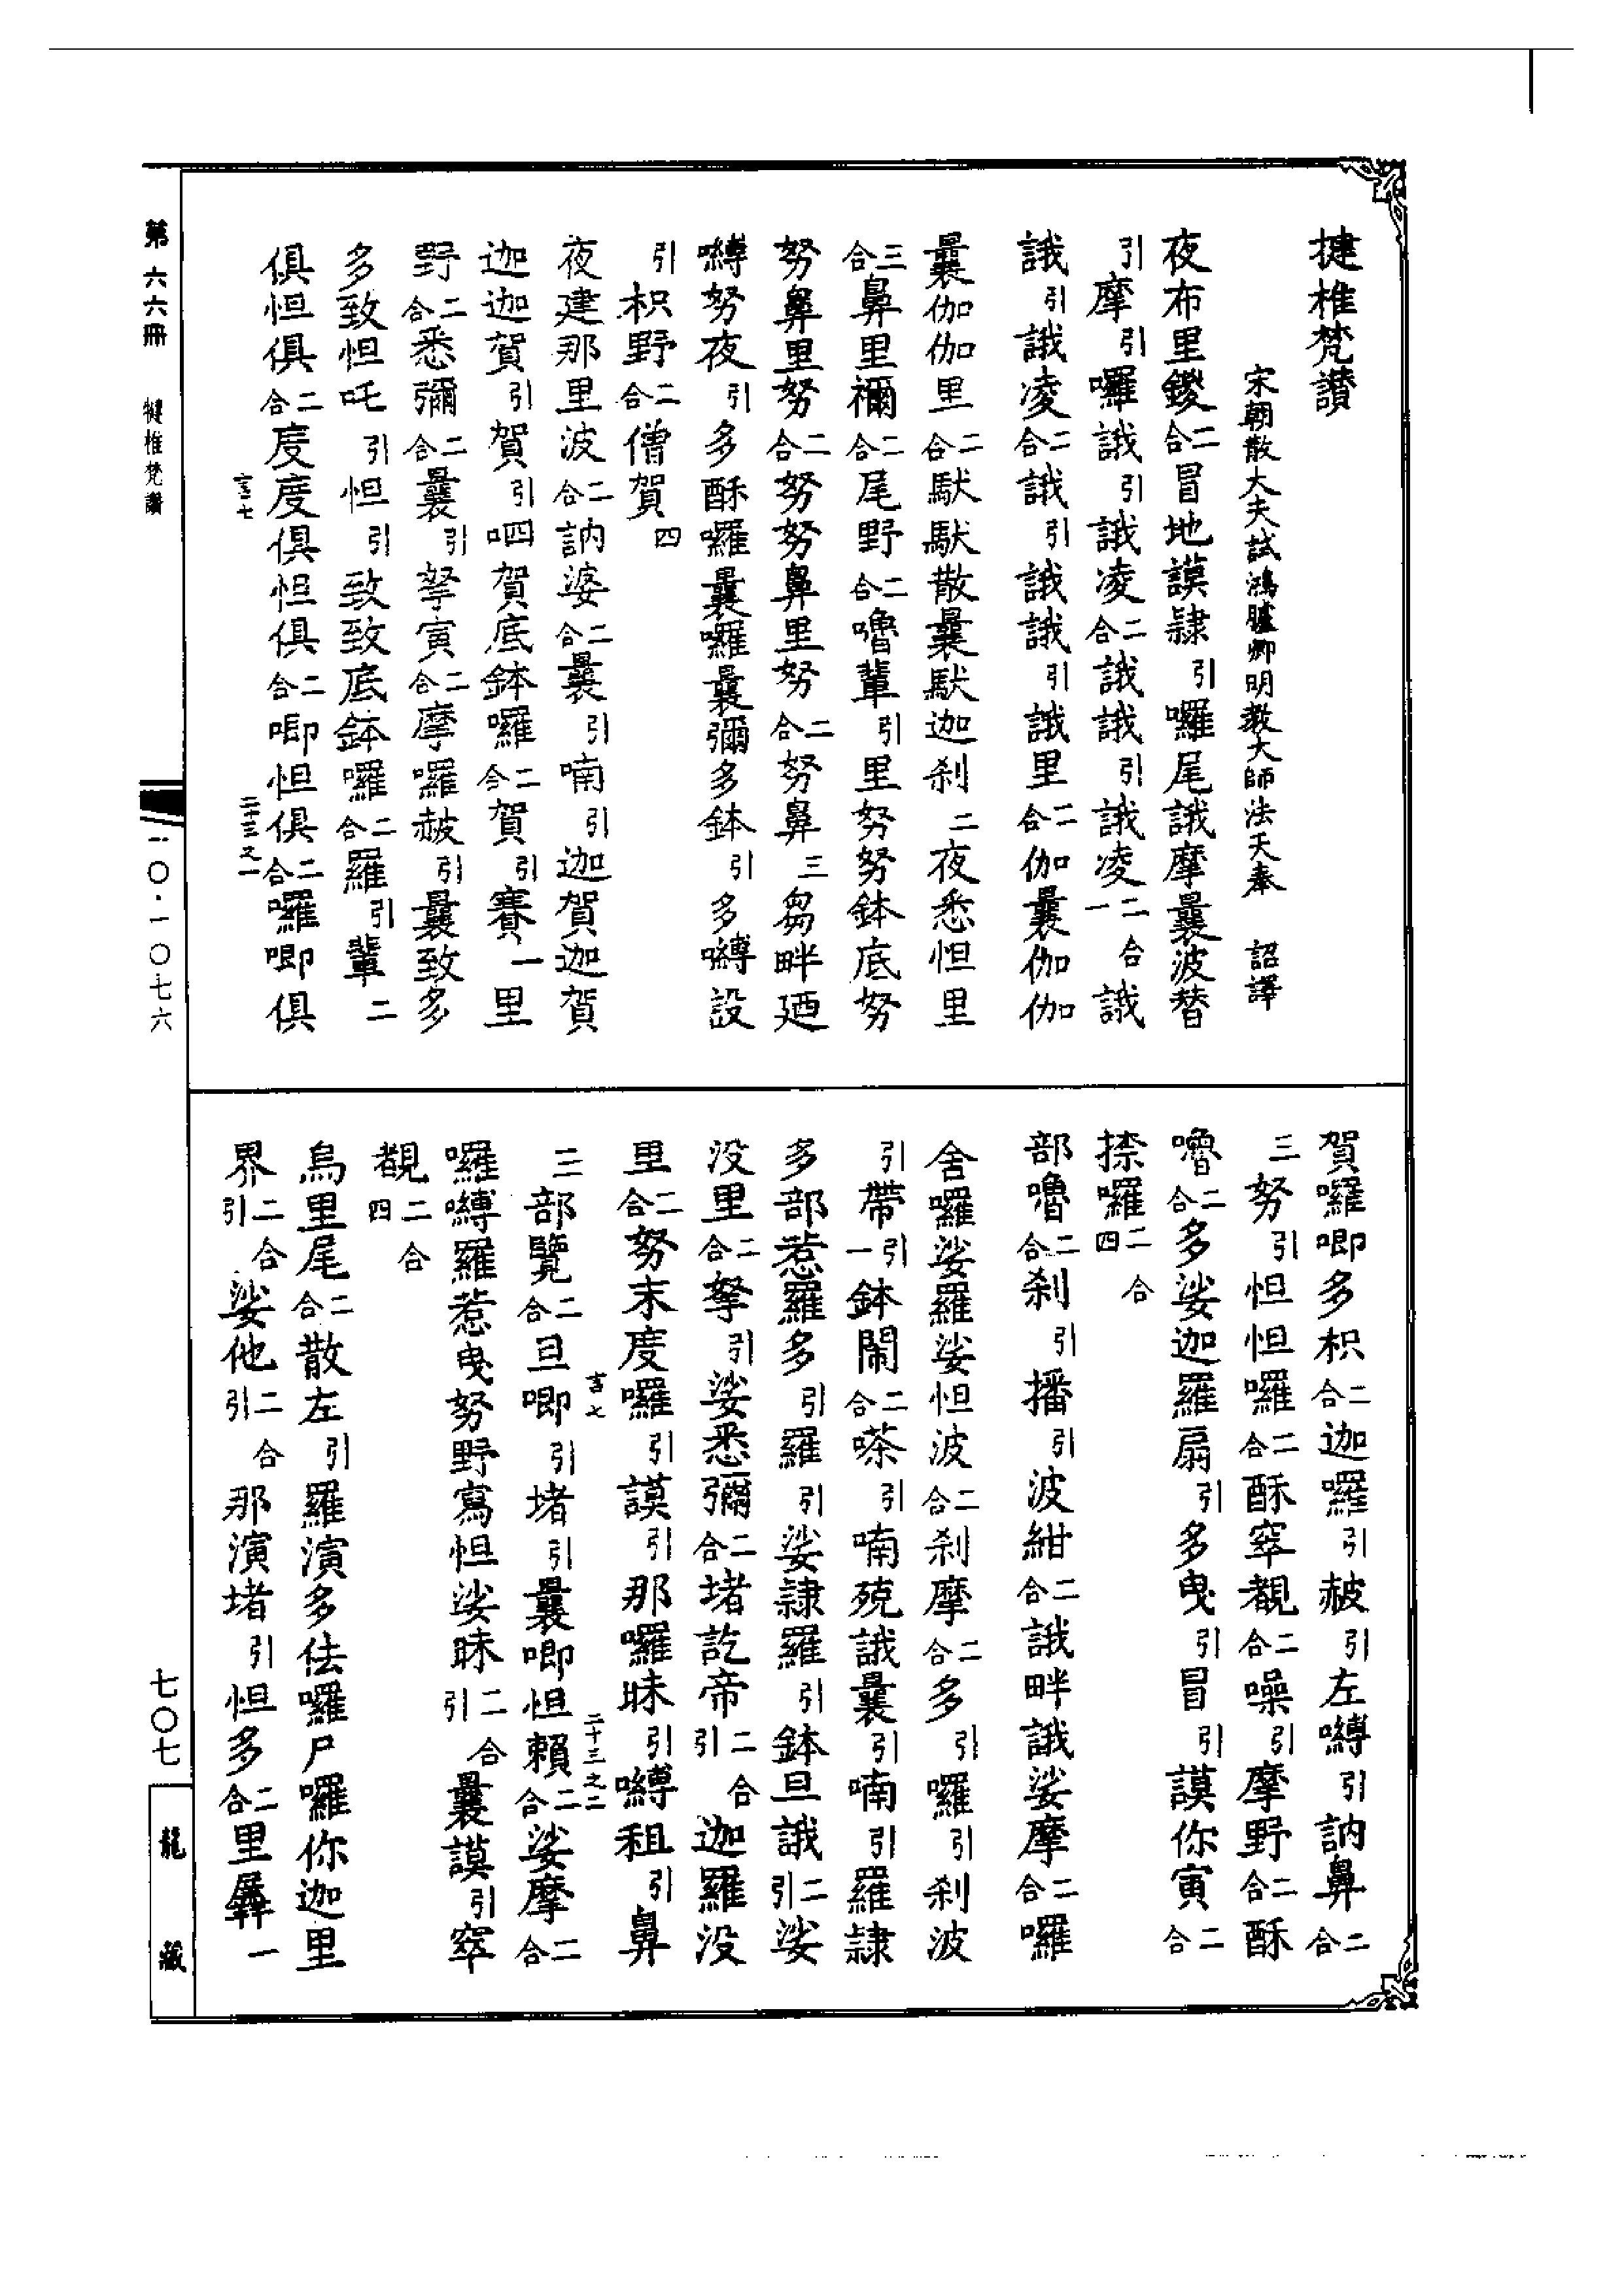 揵椎梵讃
宋朝散大夫試鴻臚卿明教大師法天奉　詔譯
夜布里鍐二合冐地謨隷引囉尾誐摩曩波替
引摩引囉誐引誐凌二合誐誐引誐凌二合一誐
誐引誐凌二合誐引誐誐引誐里二合伽曩伽伽
曩伽伽里二合馱馱散曩馱迦刹二夜悉怛里
三合鼻里禰二合尾野二合嚕輩引里努努鉢底努
努鼻里努二合努努鼻里努二合努鼻三芻畔廼
嚩努夜引多酥囉曩囉曩彌多鉢引多嚩設
引枳野二合僧賀四
夜建那里波二合訥婆二合曩引喃引迦賀迦賀
迦迦賀引賀引呬賀底鉢囉二合賀引賽一里
野二合悉彌二合曩引拏寅二合摩囉赧引曩致多
多致怛吒引怛引致致底鉢囉二合羅引輩二
俱怛俱二合度度俱怛俱二合唧怛俱二合囉唧俱
言七
二十三又一
賀囉唧多枳二合迦囉引赧引左嚩引訥鼻二合
三努引怛怛囉二合酥窣覩二合噪引摩野二合酥
嚕二合多娑迦羅扇引多曳引冐引謨你寅二合
捺囉二合四
部嚕二合刹引播引波紺二合誐畔誐娑摩二合囉
舍囉娑羅娑怛波二合刹摩二合多引囉引刹波
引帶引一鉢鬧二合嗏引喃殑誐曩引喃引羅隷
多部惹羅多引羅引娑隷羅引鉢旦誐二引娑
没里二合拏引娑悉彌二合堵訖帝二合引迦羅没
里二合努末度囉引謨引那囉昧引嚩租引鼻
言七
二十三之二
三部覽二合旦唧引堵引曩唧怛賴二合娑摩二合
囉嚩羅惹曳努野寫怛娑昧二合引曩謨引窣
覩二合四
烏里尾二合散左引羅演多佉囉尸囉你迦里
界二合引娑他二合引那演堵引怛多二合里彞一
第六六冊　犍椎梵讚
一〇·一〇七六
七〇七
龍藏